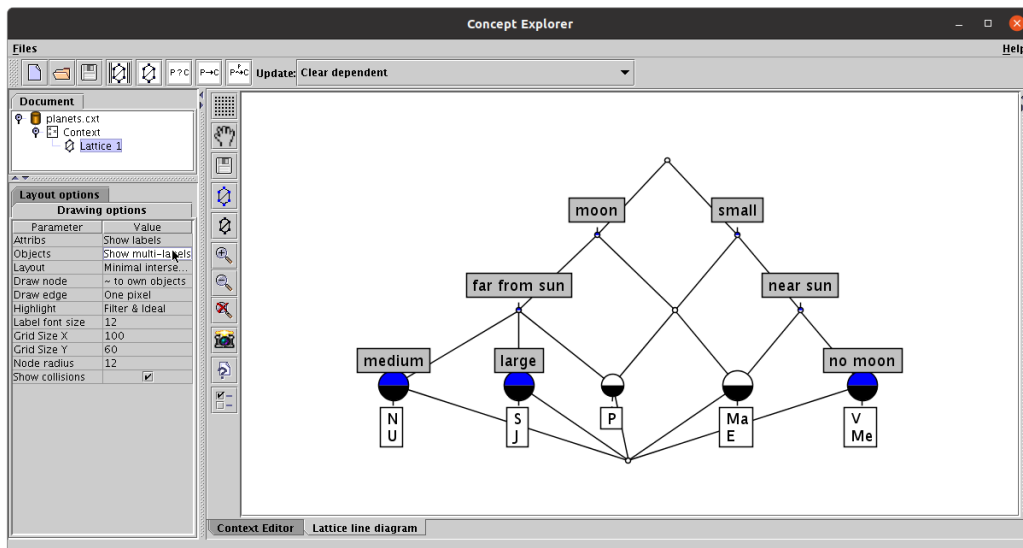 Concept Explorer
Files
Help
P?C
P→C
Update:
Clear dependent
Document
planets.cxt
Context
Lattice 1
Layout options
Drawing options
Parameter Value
Attribs Show labels
Objects Show multi-labels
Layout Minimal interse...
Draw node ~ to own objects
Draw edge One pixel
Highlight Filter & Ideal
Label font size 12
Grid Size X 100
Grid Size Y 60
Node radius 12
Show collisions
moon
small
far from sun
near sun
medium
large
no moon
N
U
S
J
P
Ma
E
V
Me
Context Editor
Lattice line diagram